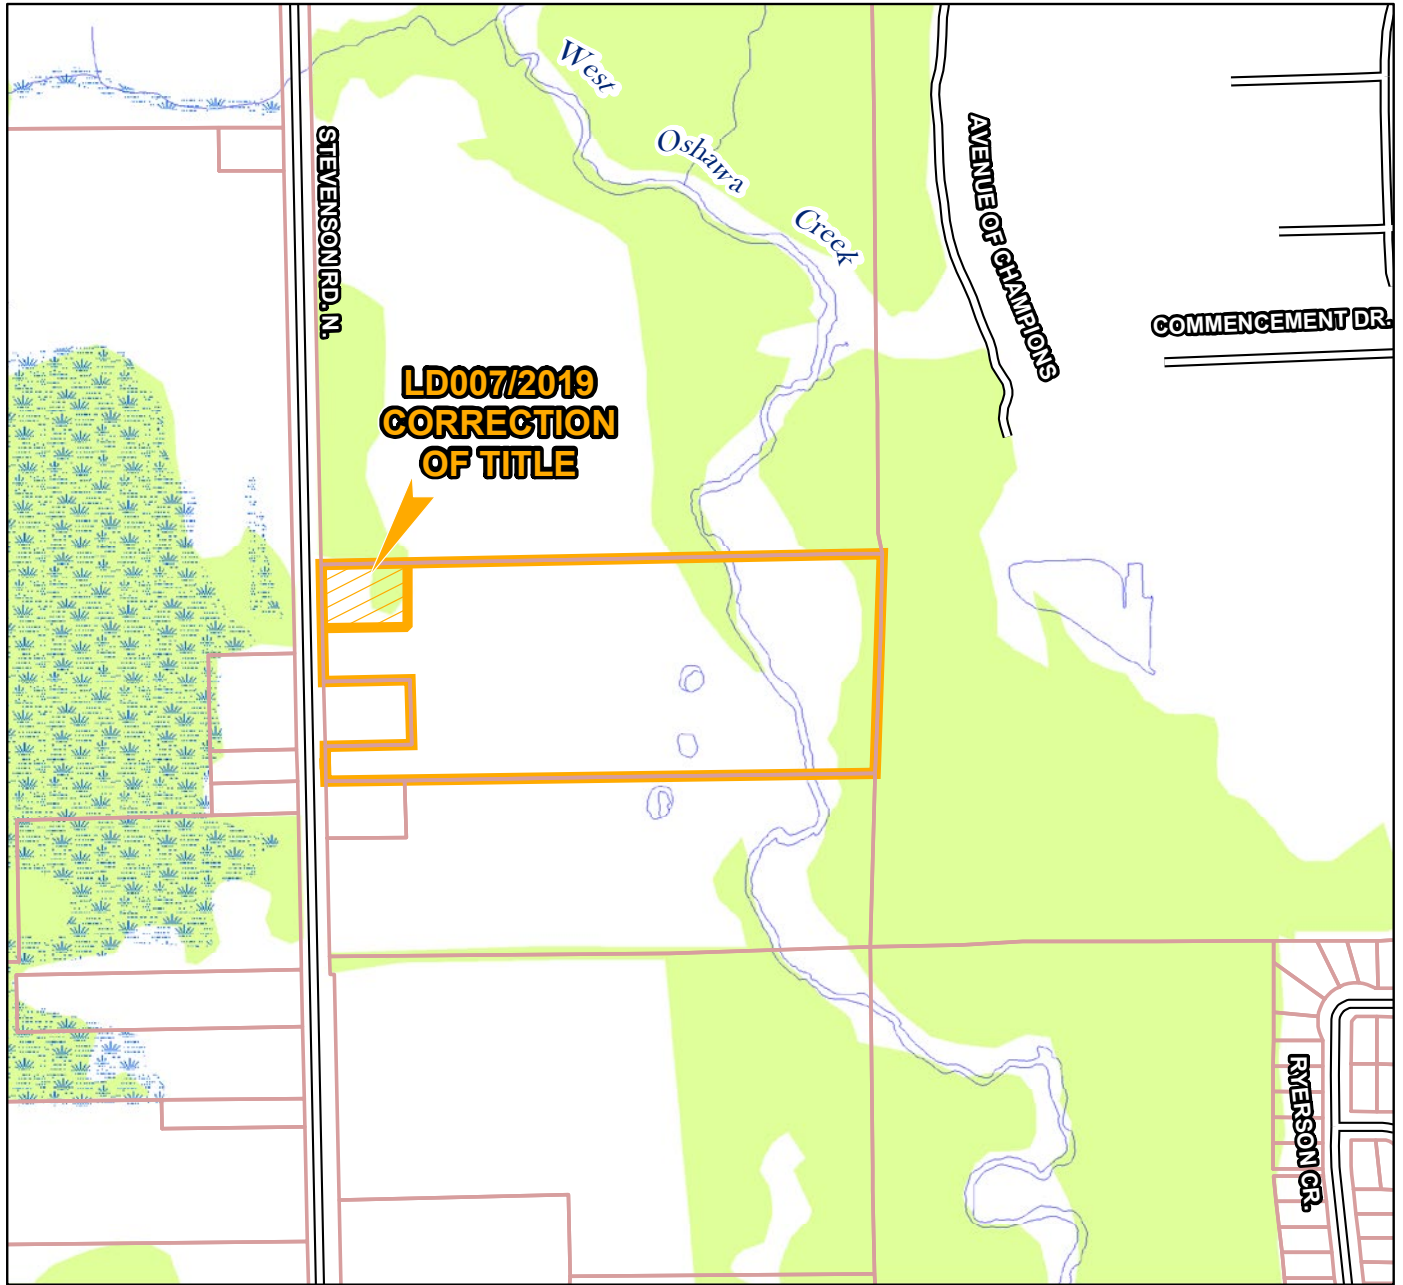 West
Oshawa
Creek
STEVENSON RD. N.
AVENUE OF CHAMPIONS
COMMENCEMENT DR.
LD007/2019
CORRECTION
OF TITLE
RYERSON CR.